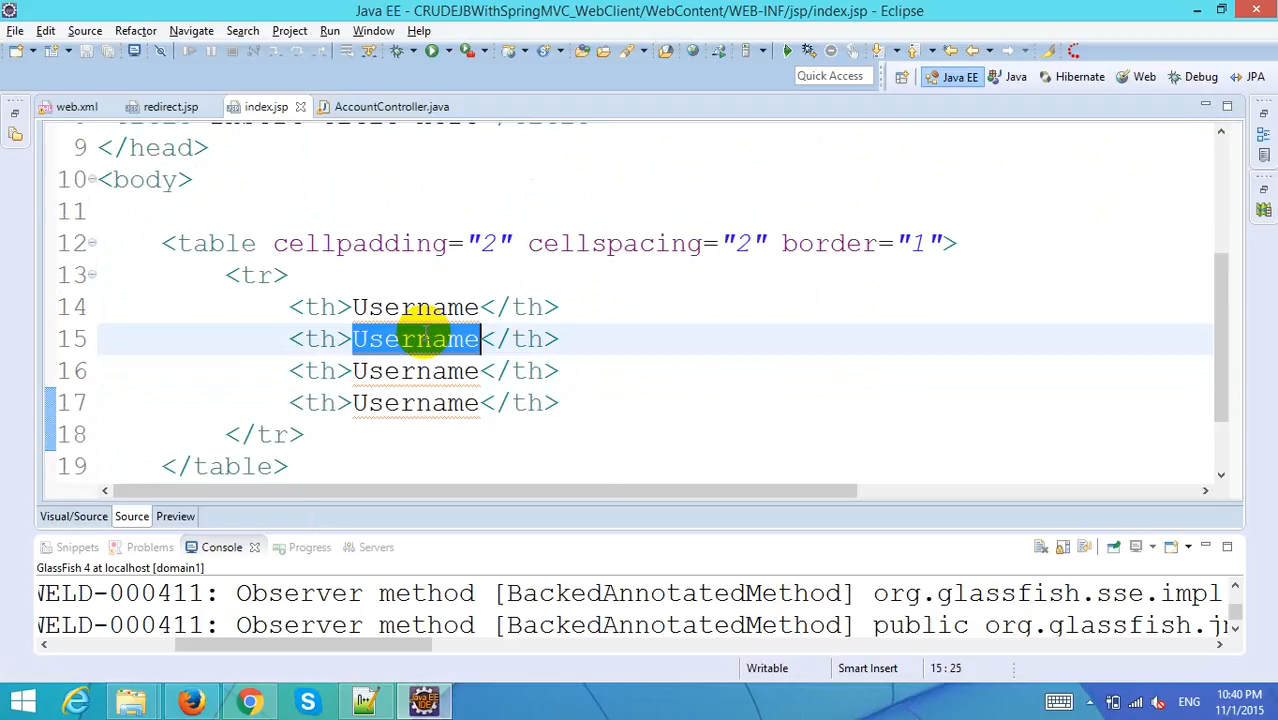 Java EE - CRUDEJBWithSpringMVC_WebClient/WebContent/WEB-INF/jsp/index.jsp - Eclipse
File Edit Source Refactor Navigate Search Project Run Window Help
Quick Access
Java EE Java Hibernate Web Debug JPA
web.xml redirect.jsp index.jsp AccountController.java
9 </head>
10 <body>
11
12 <table cellpadding="2" cellspacing="2" border="1">
13 <tr>
14 <th>Username</th>
15 <th>Username</th>
16 <th>Username</th>
17 <th>Username</th>
18 </tr>
19 </table>
Visual/Source Source Preview
Snippets Problems Console Progress Servers
GlassFish 4 at localhost [domain1]
WELD-000411: Observer method [BackedAnnotatedMethod] org.glassfish.sse.impl
WELD-000411: Observer method [BackedAnnotatedMethod] public org.glassfish.jm
Writable Smart Insert 15 : 25
JAVA EE IDE
ENG
10:40 PM
11/1/2015